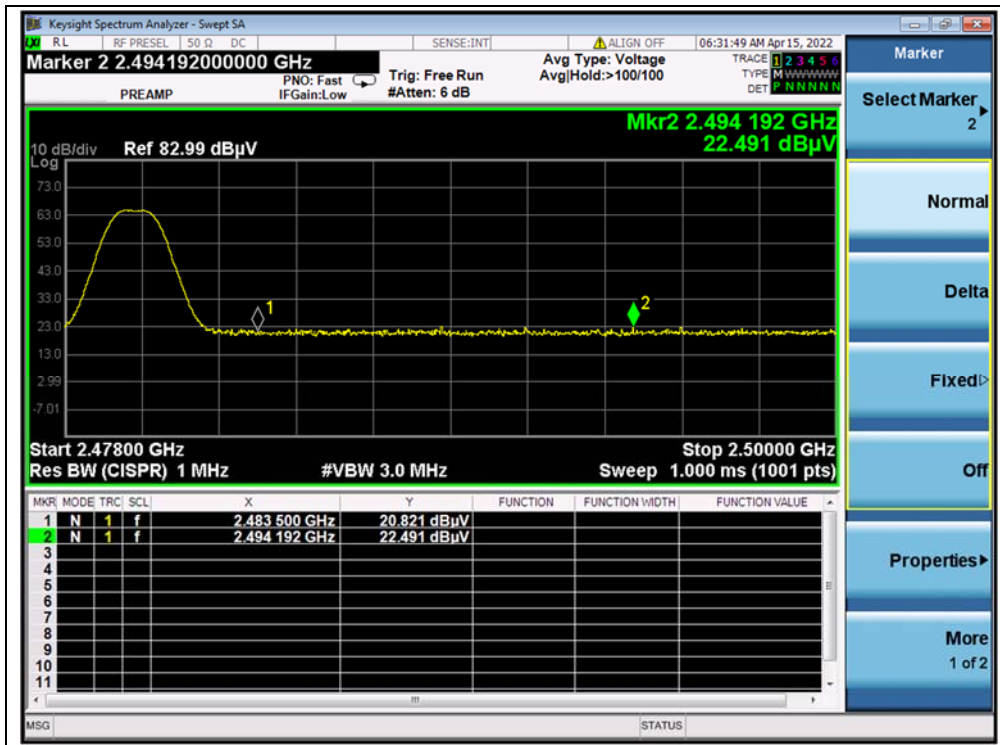 Keysight Spectrum Analyzer - Swept SA
LXI RL RF PRESEL 50 Ω DC SENSE:INT ALIGN OFF 06:31:49 AM Apr 15, 2022
Marker 2 2.494192000000 GHz
PREAMP
PNO: Fast
IFGain:Low
Trig: Free Run
#Atten: 6 dB
Avg Type: Voltage
Avg|Hold:>100/100
TRACE 1 2 3 4 5 6
TYPE M WWWWW
DET P N N N N N
Mkr2 2.494 192 GHz
22.491 dBµV
10 dB/div Ref 82.99 dBµV
Log
73.0
63.0
53.0
43.0
33.0
23.0
13.0
2.99
-7.01
1
2
Start 2.47800 GHz Stop 2.50000 GHz
Res BW (CISPR) 1 MHz #VBW 3.0 MHz Sweep 1.000 ms (1001 pts)
MKR MODE TRC SCL X Y FUNCTION FUNCTION WIDTH FUNCTION VALUE
1 N 1 f 2.483 500 GHz 20.821 dBµV
2 N 1 f 2.494 192 GHz 22.491 dBµV
3
4
5
6
7
8
9
10
11
MSG STATUS
Marker
Select Marker
2
Normal
Delta
Fixed
Off
Properties
More
1 of 2